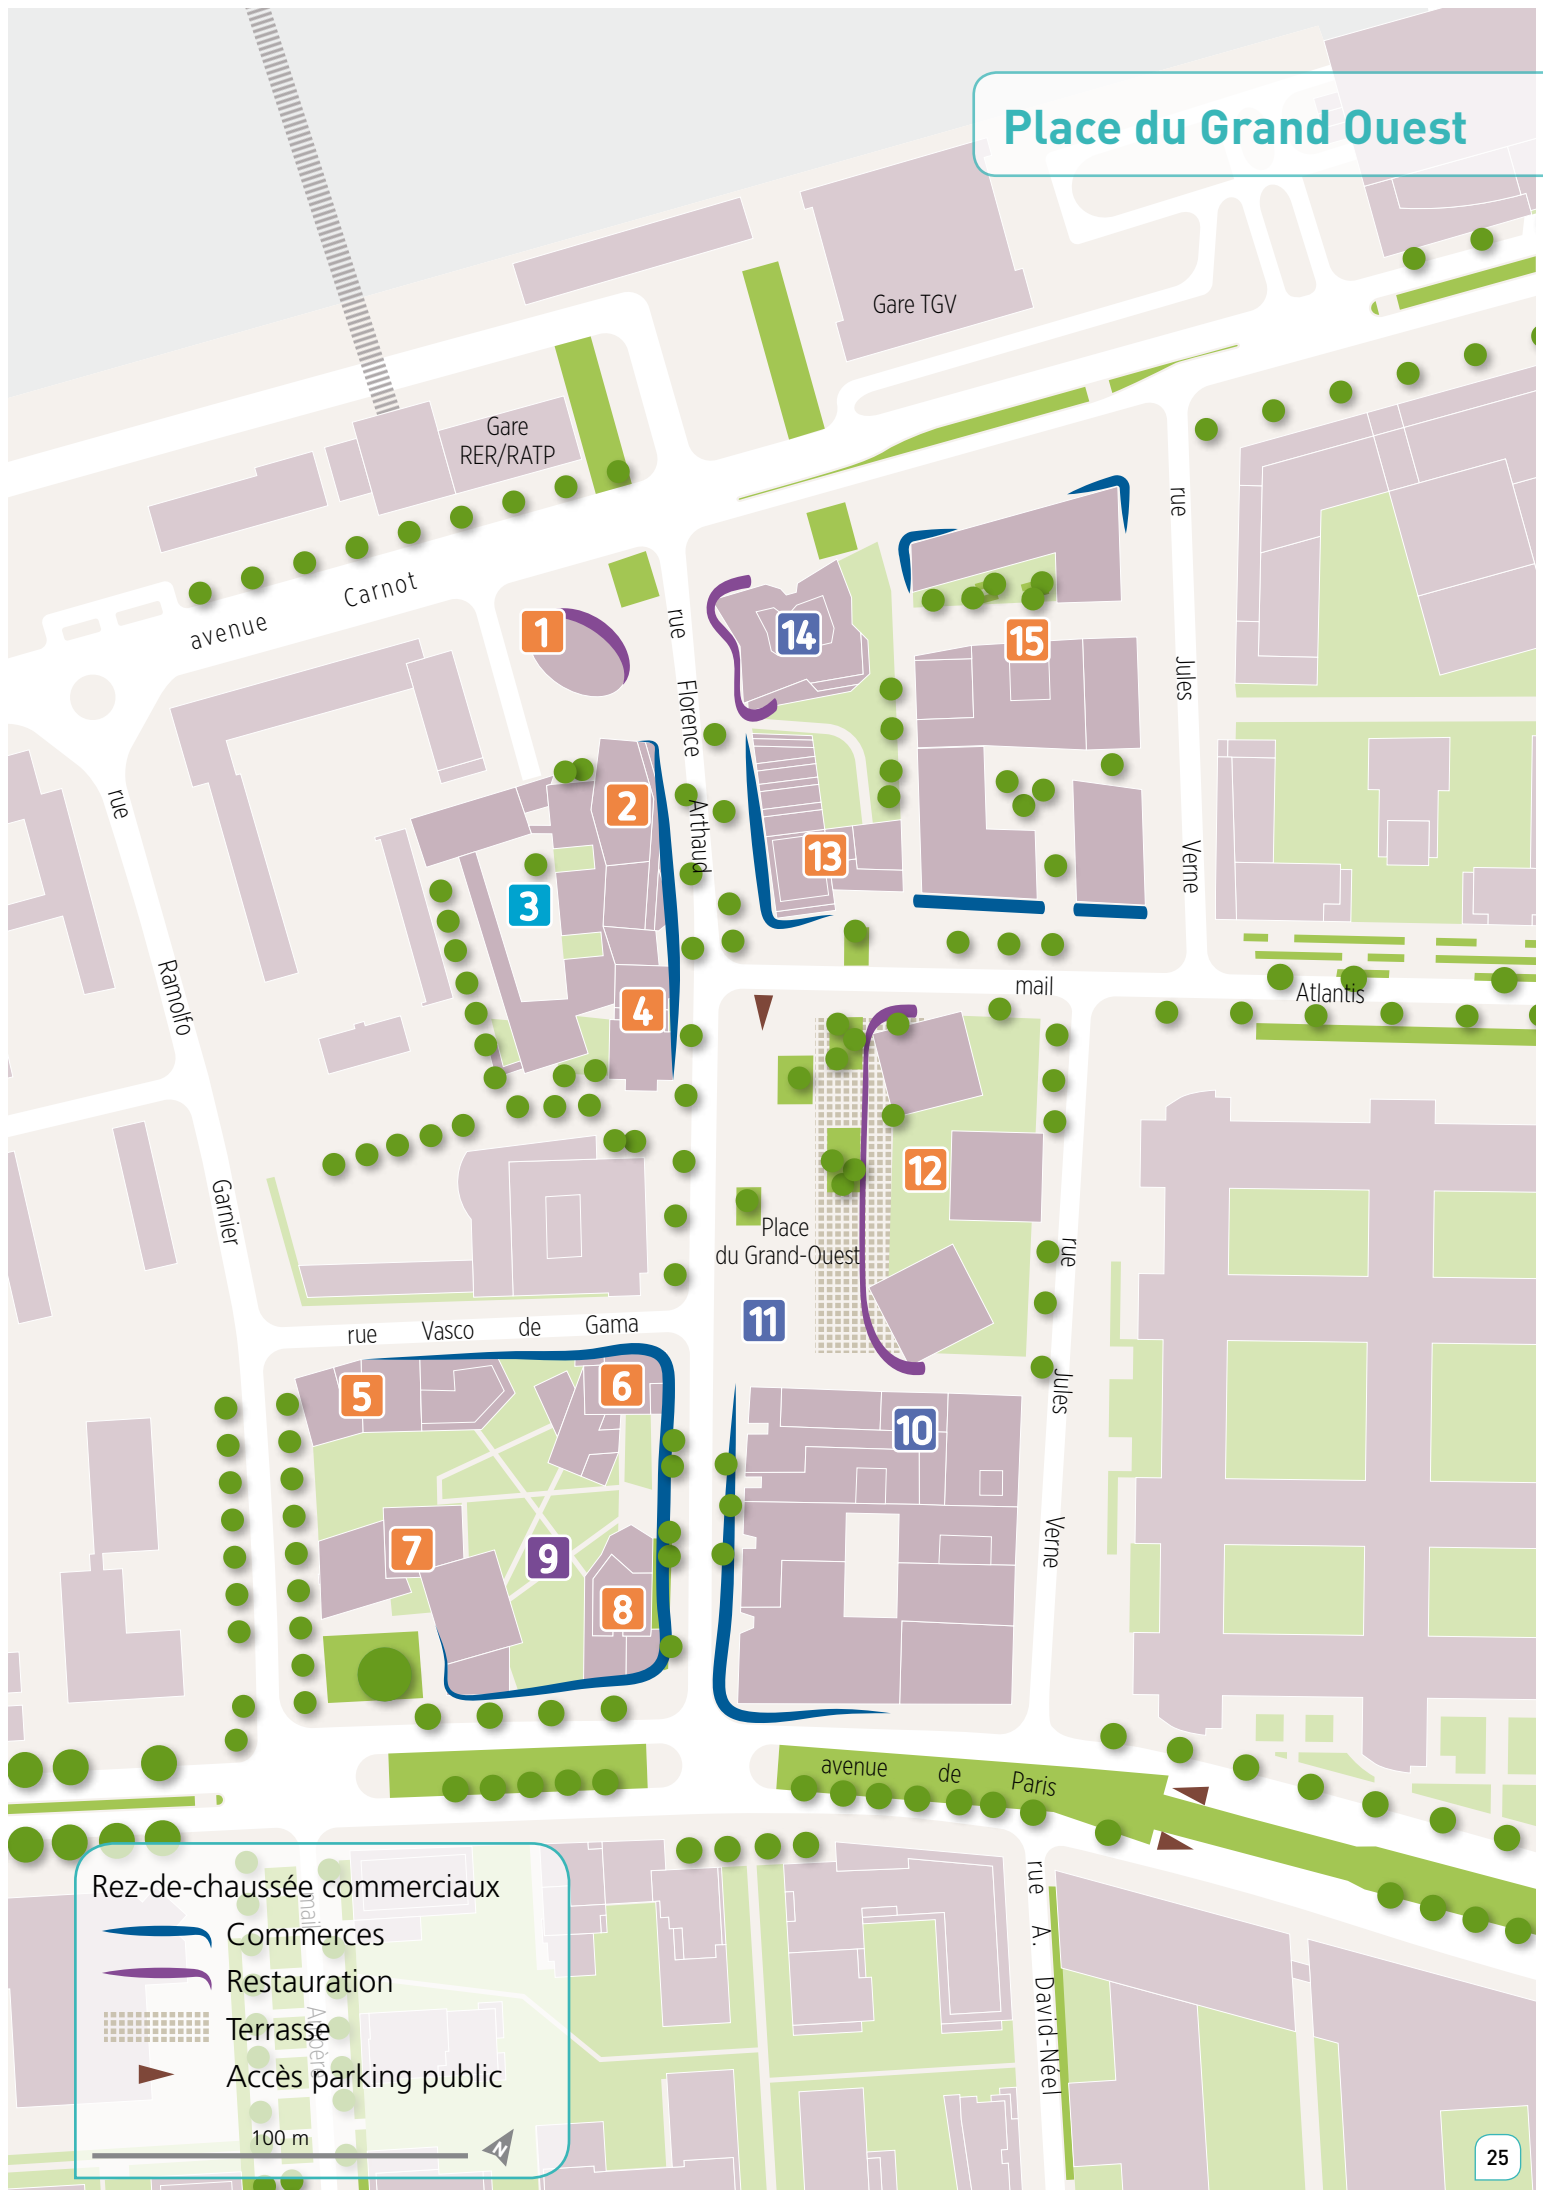 Place du Grand Ouest
Gare TGV
Gare
RER/RATP
avenue Carnot
rue Florence Arthaud
rue Jules Verne
rue Ramolfo Garnier
1
14
15
2
13
3
4
mail Atlantis
12
Place
du Grand-Ouest
11
rue Vasco de Gama
rue Jules Verne
5
6
10
7
9
8
avenue de Paris
rue A. David-Néel
mail Ampère
Rez-de-chaussée commerciaux
Commerces
Restauration
Terrasse
Accès parking public
100 m
N
25